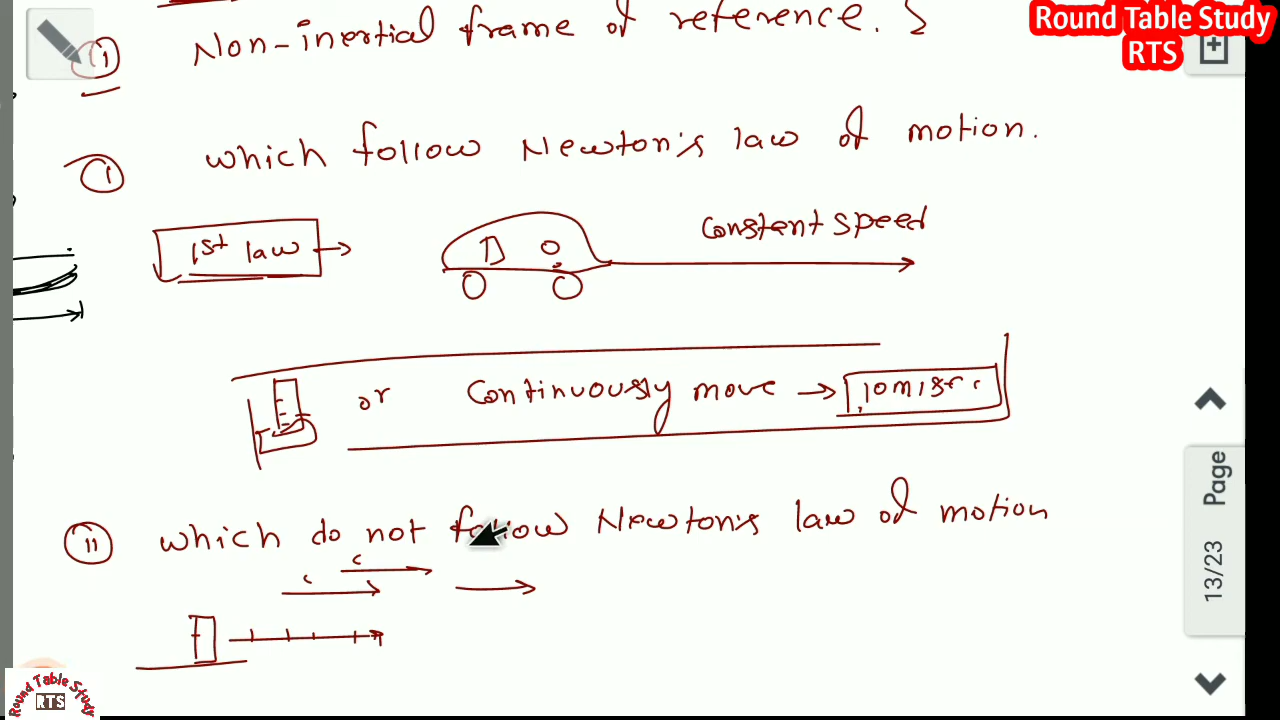 Round Table Study
RTS
(i) Non-inertial frame of reference.
(i) which follow Newton's law of motion.
1st law → constent speed
or Continuously move → 10m/sec.
(ii) which do not follow Newton's law of motion
c c
Page
13/23
Round Table Study
RTS